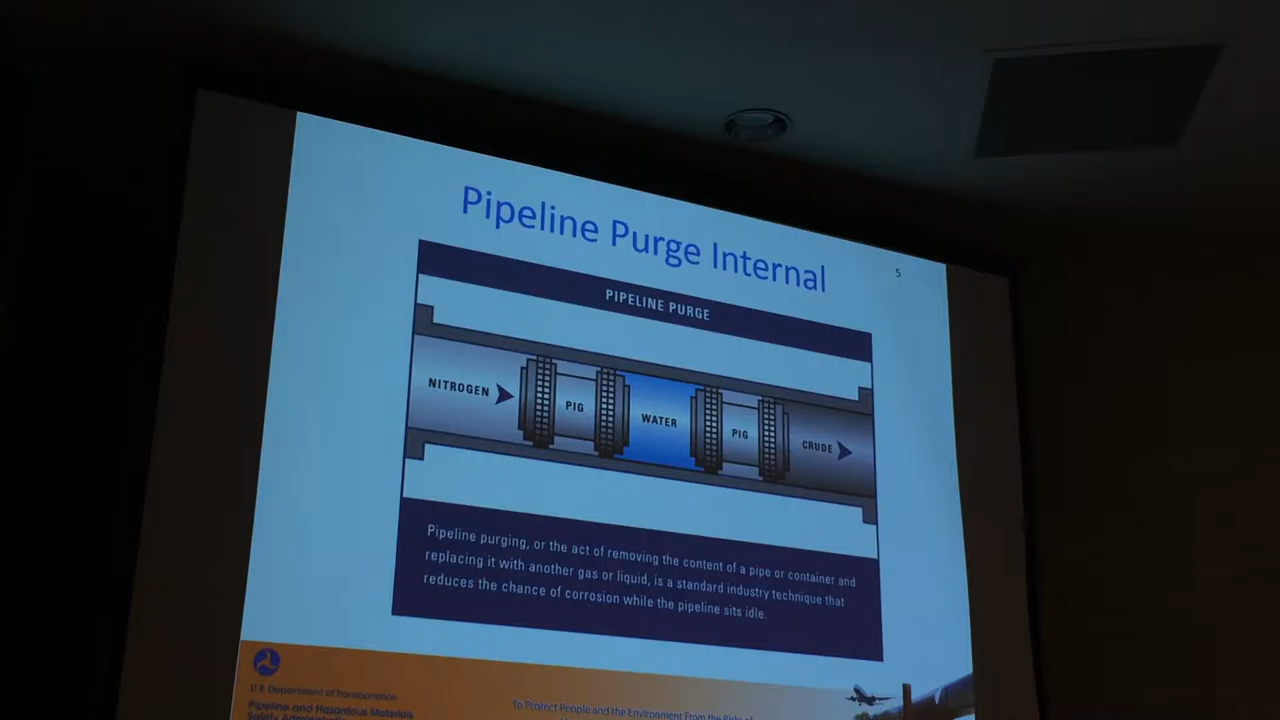 Pipeline Purge Internal
5
PIPELINE PURGE
NITROGEN
PIG
WATER
PIG
CRUDE
Pipeline purging, or the act of removing the content of a pipe or container and
replacing it with another gas or liquid, is a standard industry technique that
reduces the chance of corrosion while the pipeline sits idle.
U.S. Department of Transportation
Pipeline and Hazardous Materials
Safety
To Protect People and the Environment From the Risks of